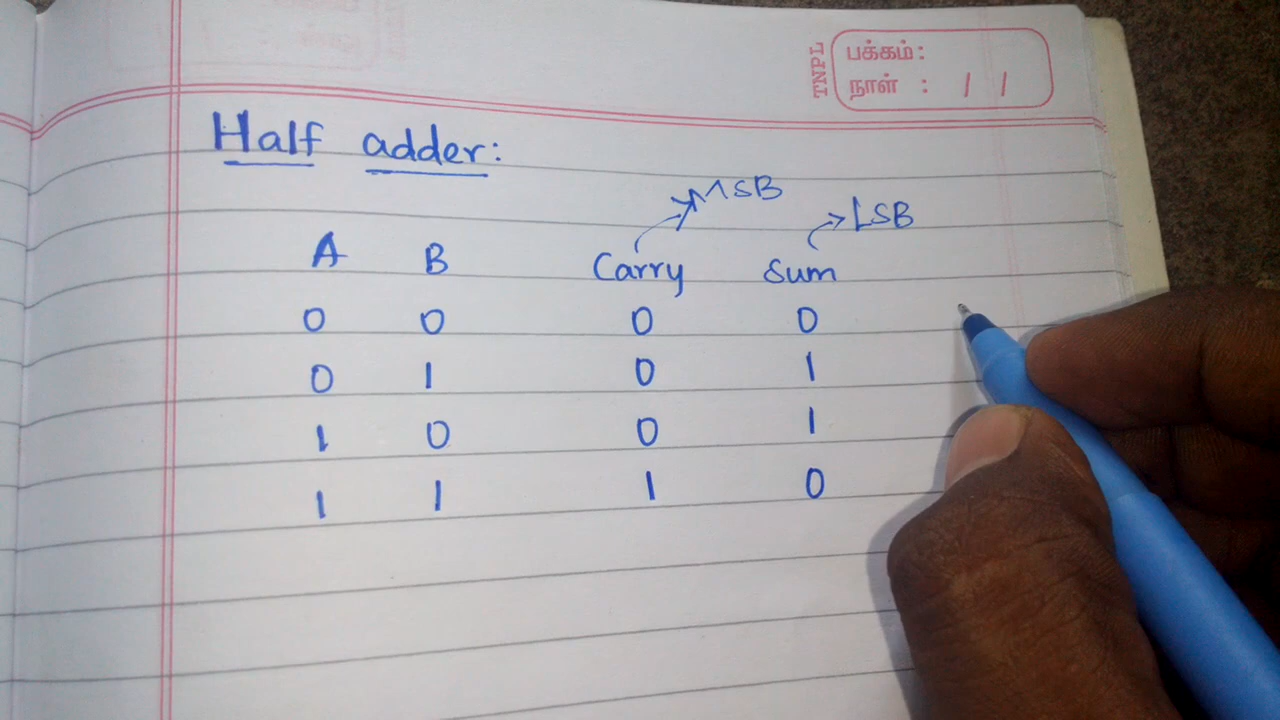 TNPL
பக்கம்:
நாள் : / /
Half adder:
MSB
LSB
A B Carry Sum
0 0 0 0
0 1 0 1
1 0 0 1
1 1 1 0